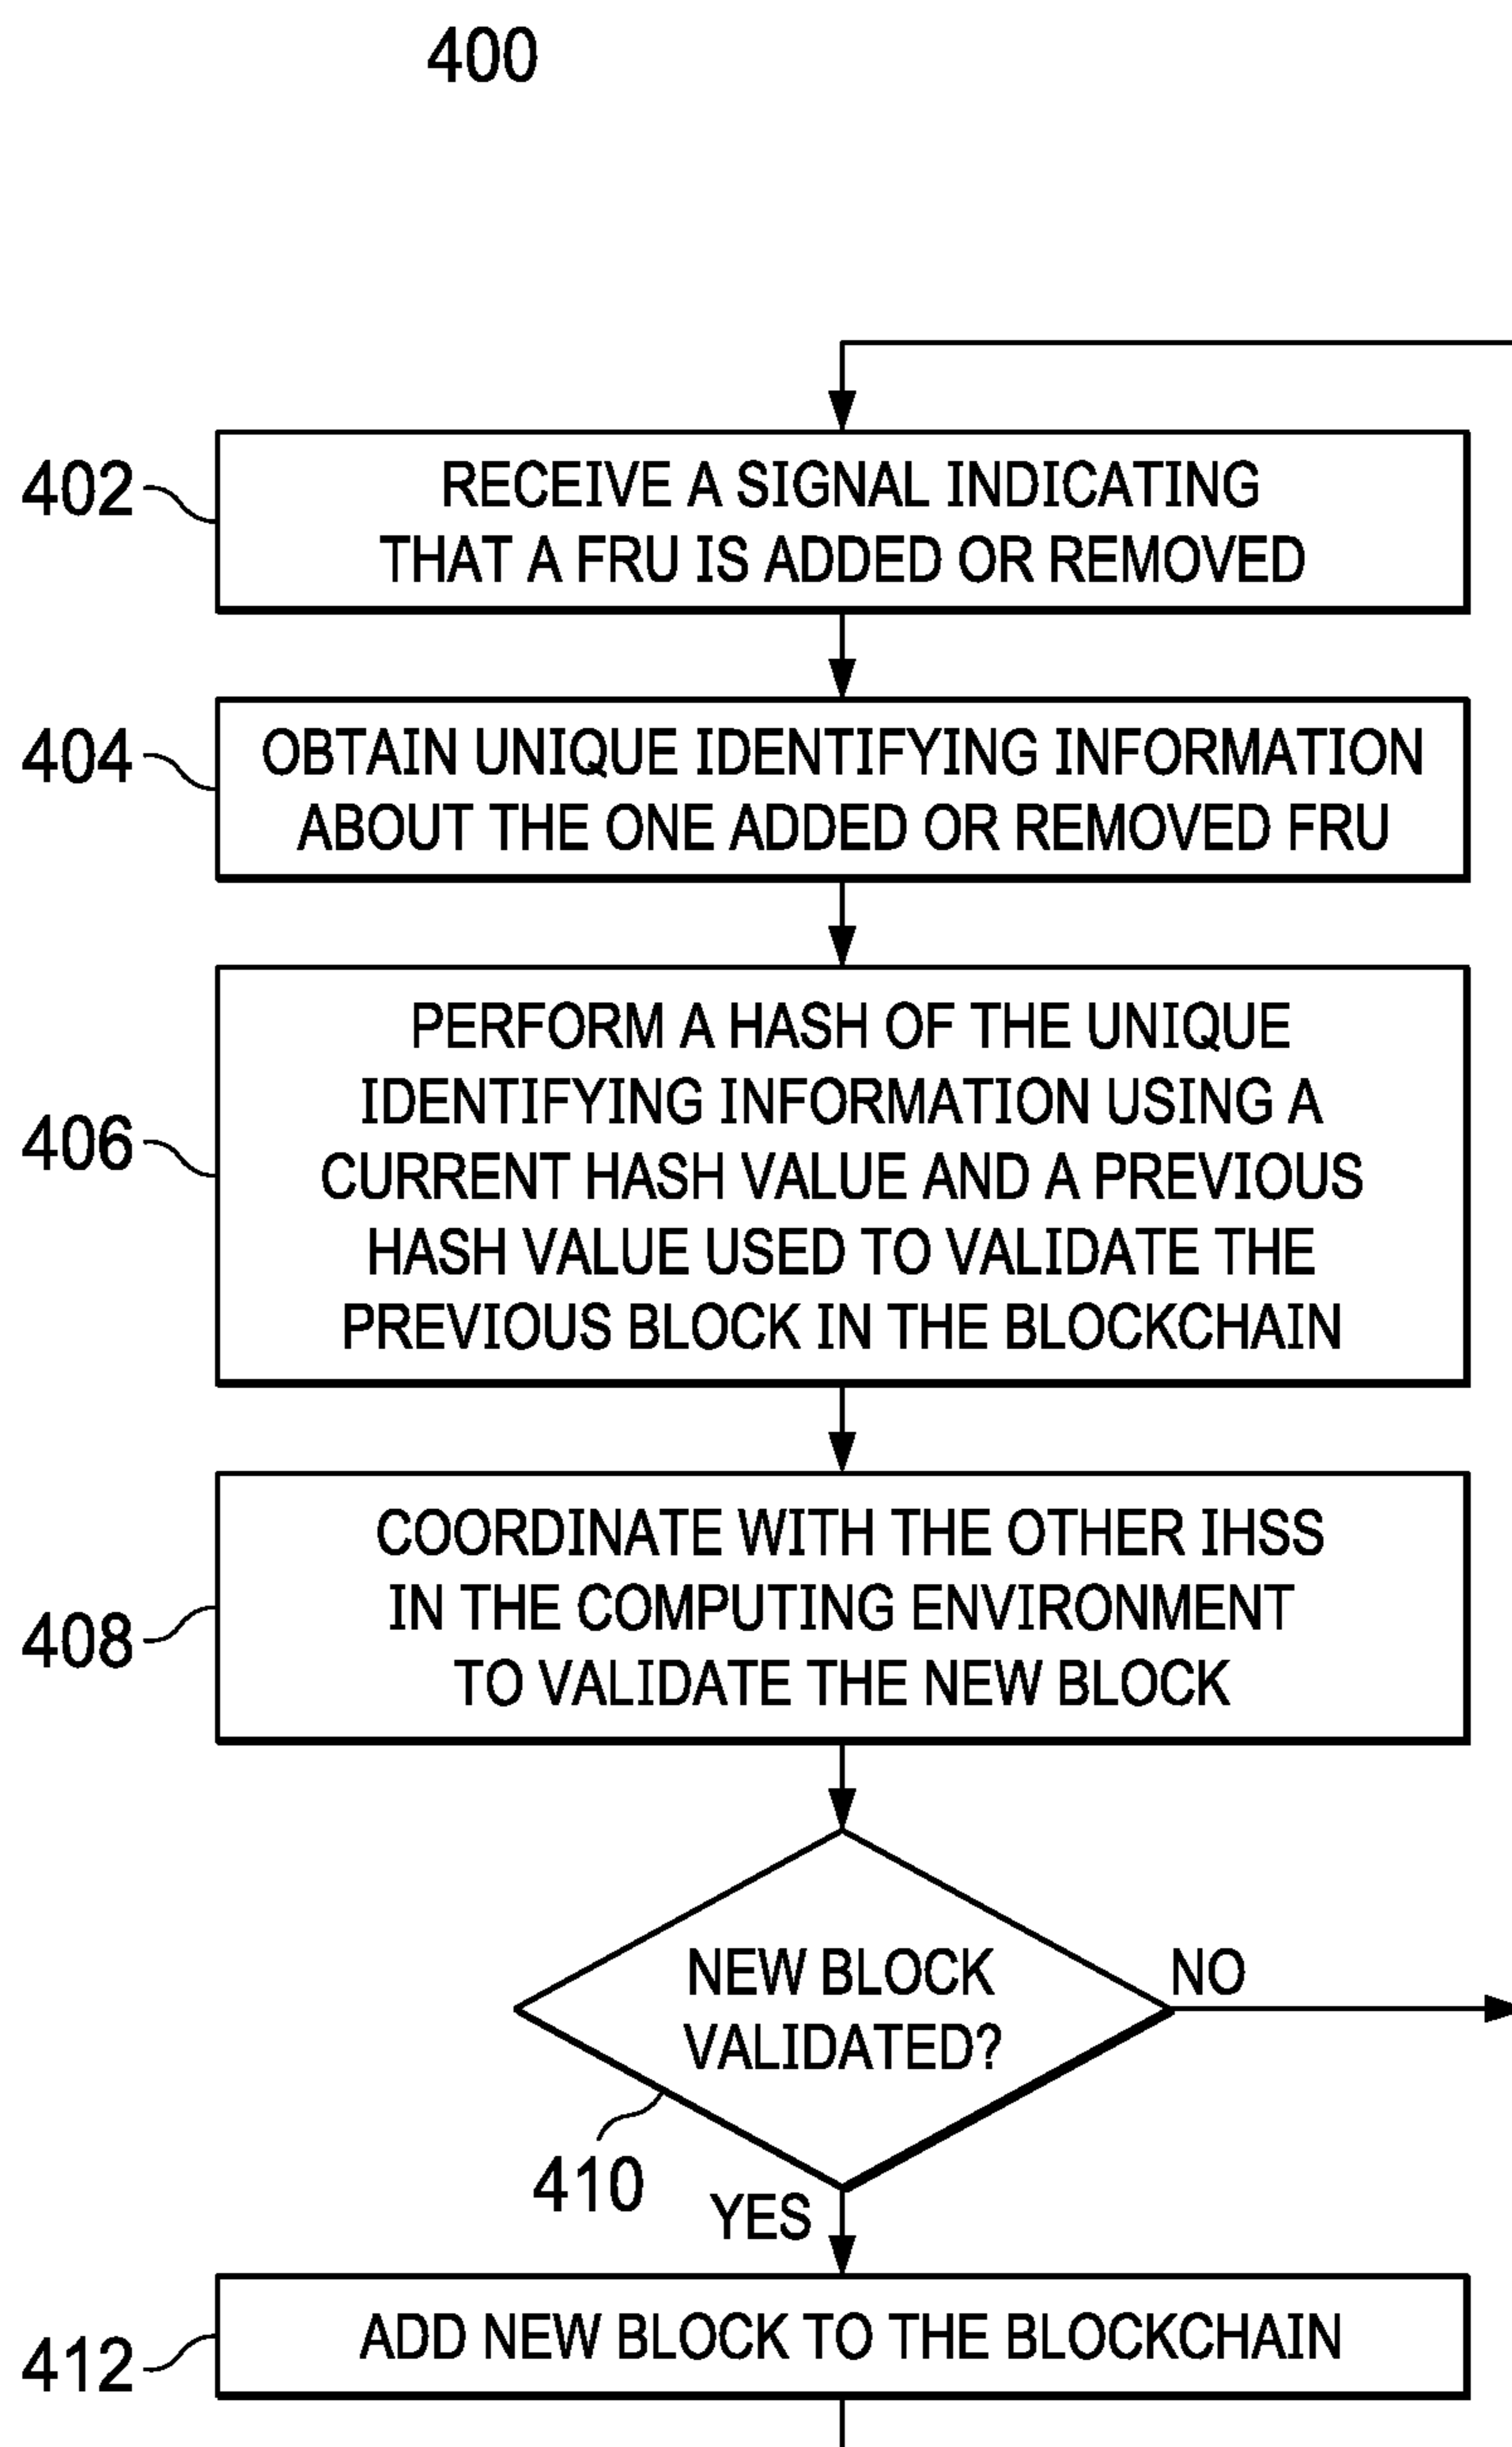 400
402
RECEIVE A SIGNAL INDICATING
THAT A FRU IS ADDED OR REMOVED
404
OBTAIN UNIQUE IDENTIFYING INFORMATION
ABOUT THE ONE ADDED OR REMOVED FRU
406
PERFORM A HASH OF THE UNIQUE
IDENTIFYING INFORMATION USING A
CURRENT HASH VALUE AND A PREVIOUS
HASH VALUE USED TO VALIDATE THE
PREVIOUS BLOCK IN THE BLOCKCHAIN
408
COORDINATE WITH THE OTHER IHSS
IN THE COMPUTING ENVIRONMENT
TO VALIDATE THE NEW BLOCK
NEW BLOCK
VALIDATED?
NO
410
YES
412
ADD NEW BLOCK TO THE BLOCKCHAIN